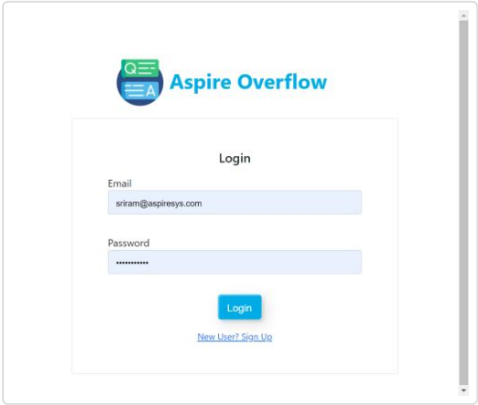 Q
A
Aspire Overflow
Login
Email
sriram@aspiresys.com
Password
•••••••••••
Login
New User? Sign Up